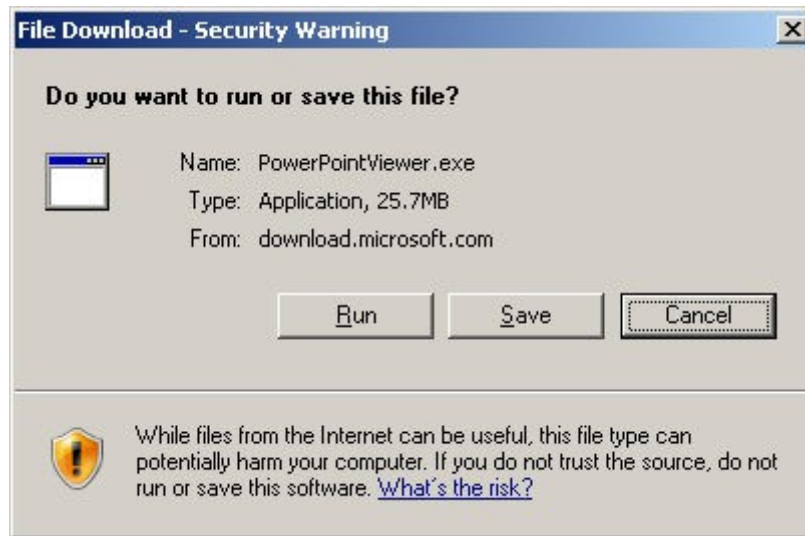 File Download - Security Warning
Do you want to run or save this file?
Name: PowerPointViewer.exe
Type: Application, 25.7MB
From: download.microsoft.com
Run Save Cancel
While files from the Internet can be useful, this file type can
potentially harm your computer. If you do not trust the source, do not
run or save this software. What's the risk?